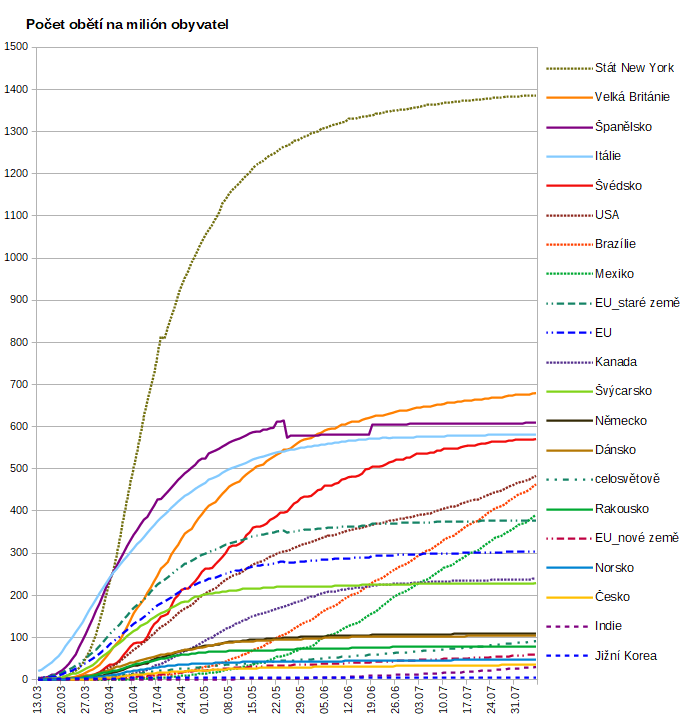 Počet obětí na milión obyvatel
1500
1400
1300
1200
1100
1000
900
800
700
600
500
400
300
200
100
0
13.03
20.03
27.03
03.04
10.04
17.04
24.04
01.05
08.05
15.05
22.05
29.05
05.06
12.06
19.06
26.06
03.07
10.07
17.07
24.07
31.07
Stát New York
Velká Británie
Španělsko
Itálie
Švédsko
USA
Brazílie
Mexiko
EU_staré země
EU
Kanada
Švýcarsko
Německo
Dánsko
celosvětově
Rakousko
EU_nové země
Norsko
Česko
Indie
Jižní Korea